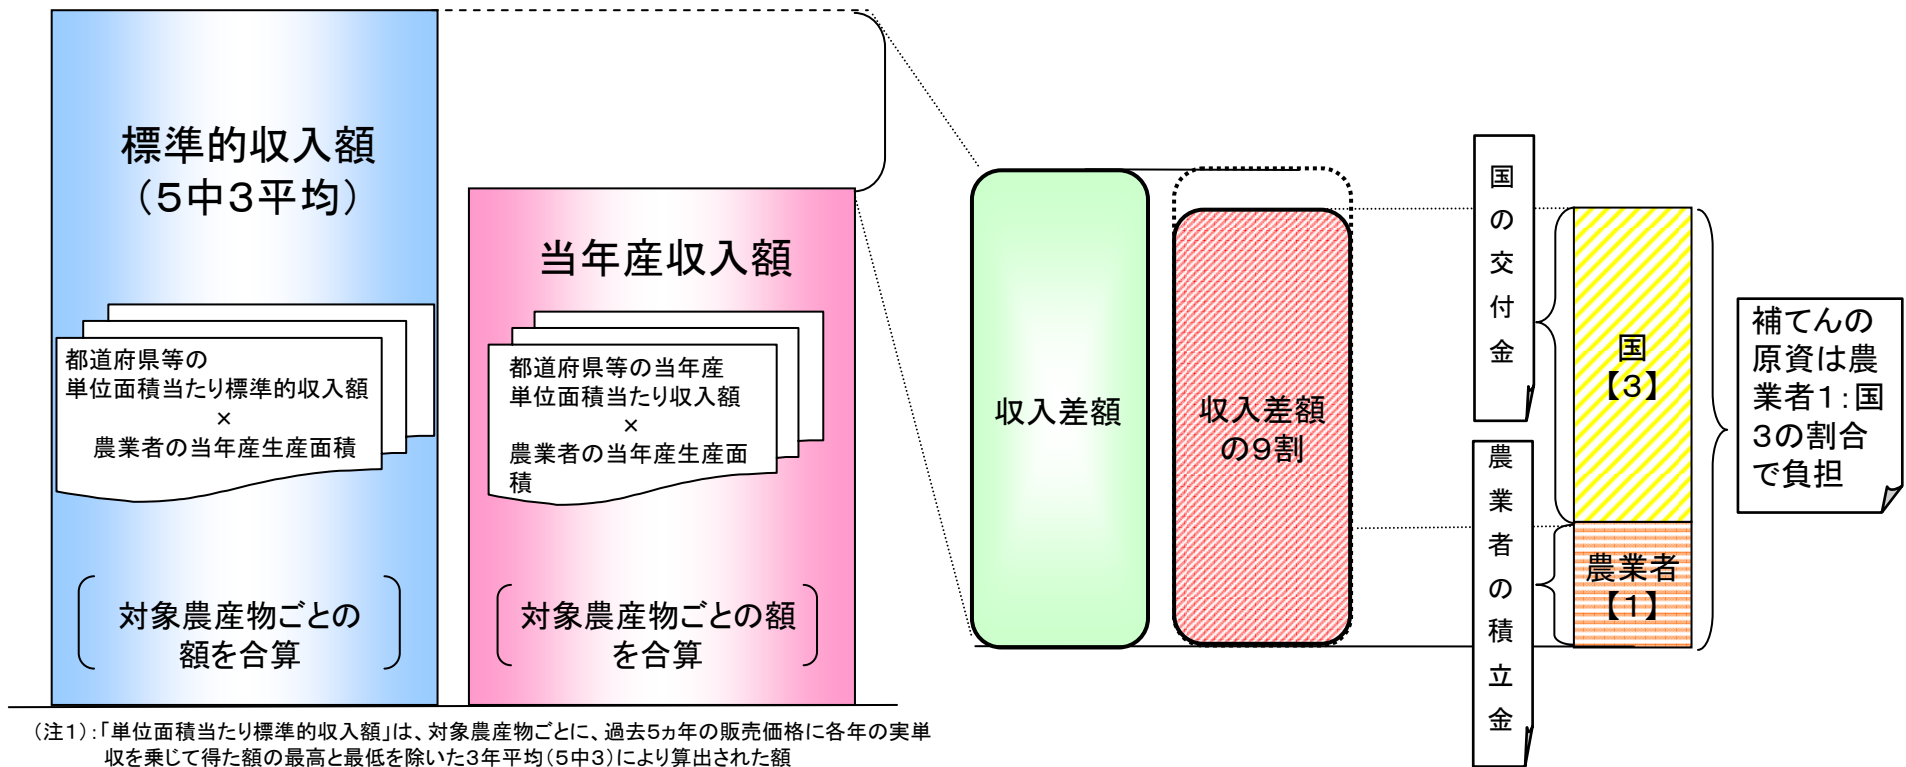 標準的収入額
（５中３平均）
都道府県等の
単位面積当たり標準的収入額
×
農業者の当年産生産面積
対象農産物ごとの
額を合算
当年産収入額
都道府県等の当年産
単位面積当たり収入額
×
農業者の当年産生産面
積
対象農産物ごとの額
を合算
収入差額
収入差額
の９割
国の交付金
農業者の積立金
国
【３】
農業者
【１】
補てんの
原資は農
業者１：国
３の割合
で負担
（注１）：「単位面積当たり標準的収入額」は、対象農産物ごとに、過去５ヵ年の販売価格に各年の実単
収を乗じて得た額の最高と最低を除いた３年平均（５中３）により算出された額